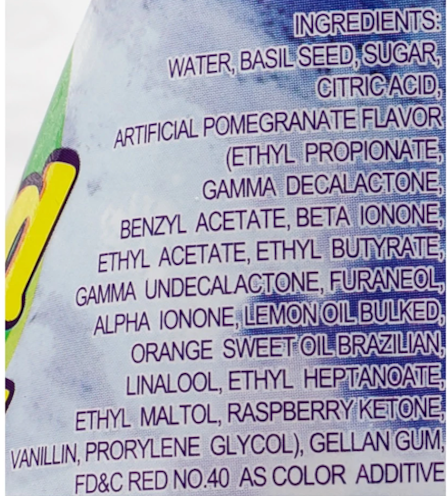 INGREDIENTS:
WATER, BASIL SEED, SUGAR,
CITRIC ACID,
ARTIFICIAL POMEGRANATE FLAVOR
(ETHYL PROPIONATE,
GAMMA DECALACTONE,
BENZYL ACETATE, BETA IONONE,
ETHYL ACETATE, ETHYL BUTYRATE,
GAMMA UNDECALACTONE, FURANEOL,
ALPHA IONONE, LEMON OIL BULKED,
ORANGE SWEET OIL BRAZILIAN,
LINALOOL, ETHYL HEPTANOATE,
ETHYL MALTOL, RASPBERRY KETONE,
VANILLIN, PRORYLENE GLYCOL), GELLAN GUM,
FD&C RED NO.40 AS COLOR ADDITIVE